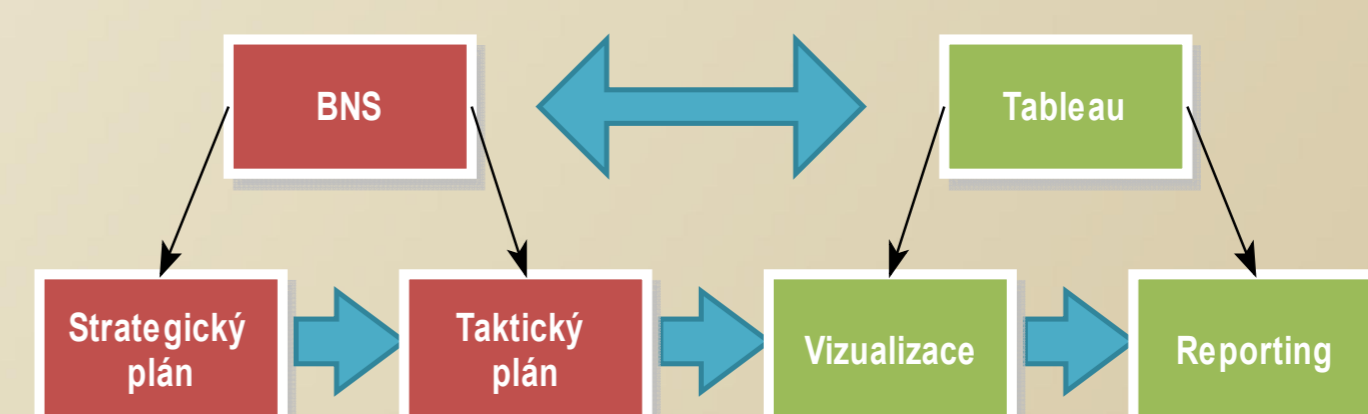 BNS
Tableau
Strategický
plán
Taktický
plán
Vizualizace
Reporting